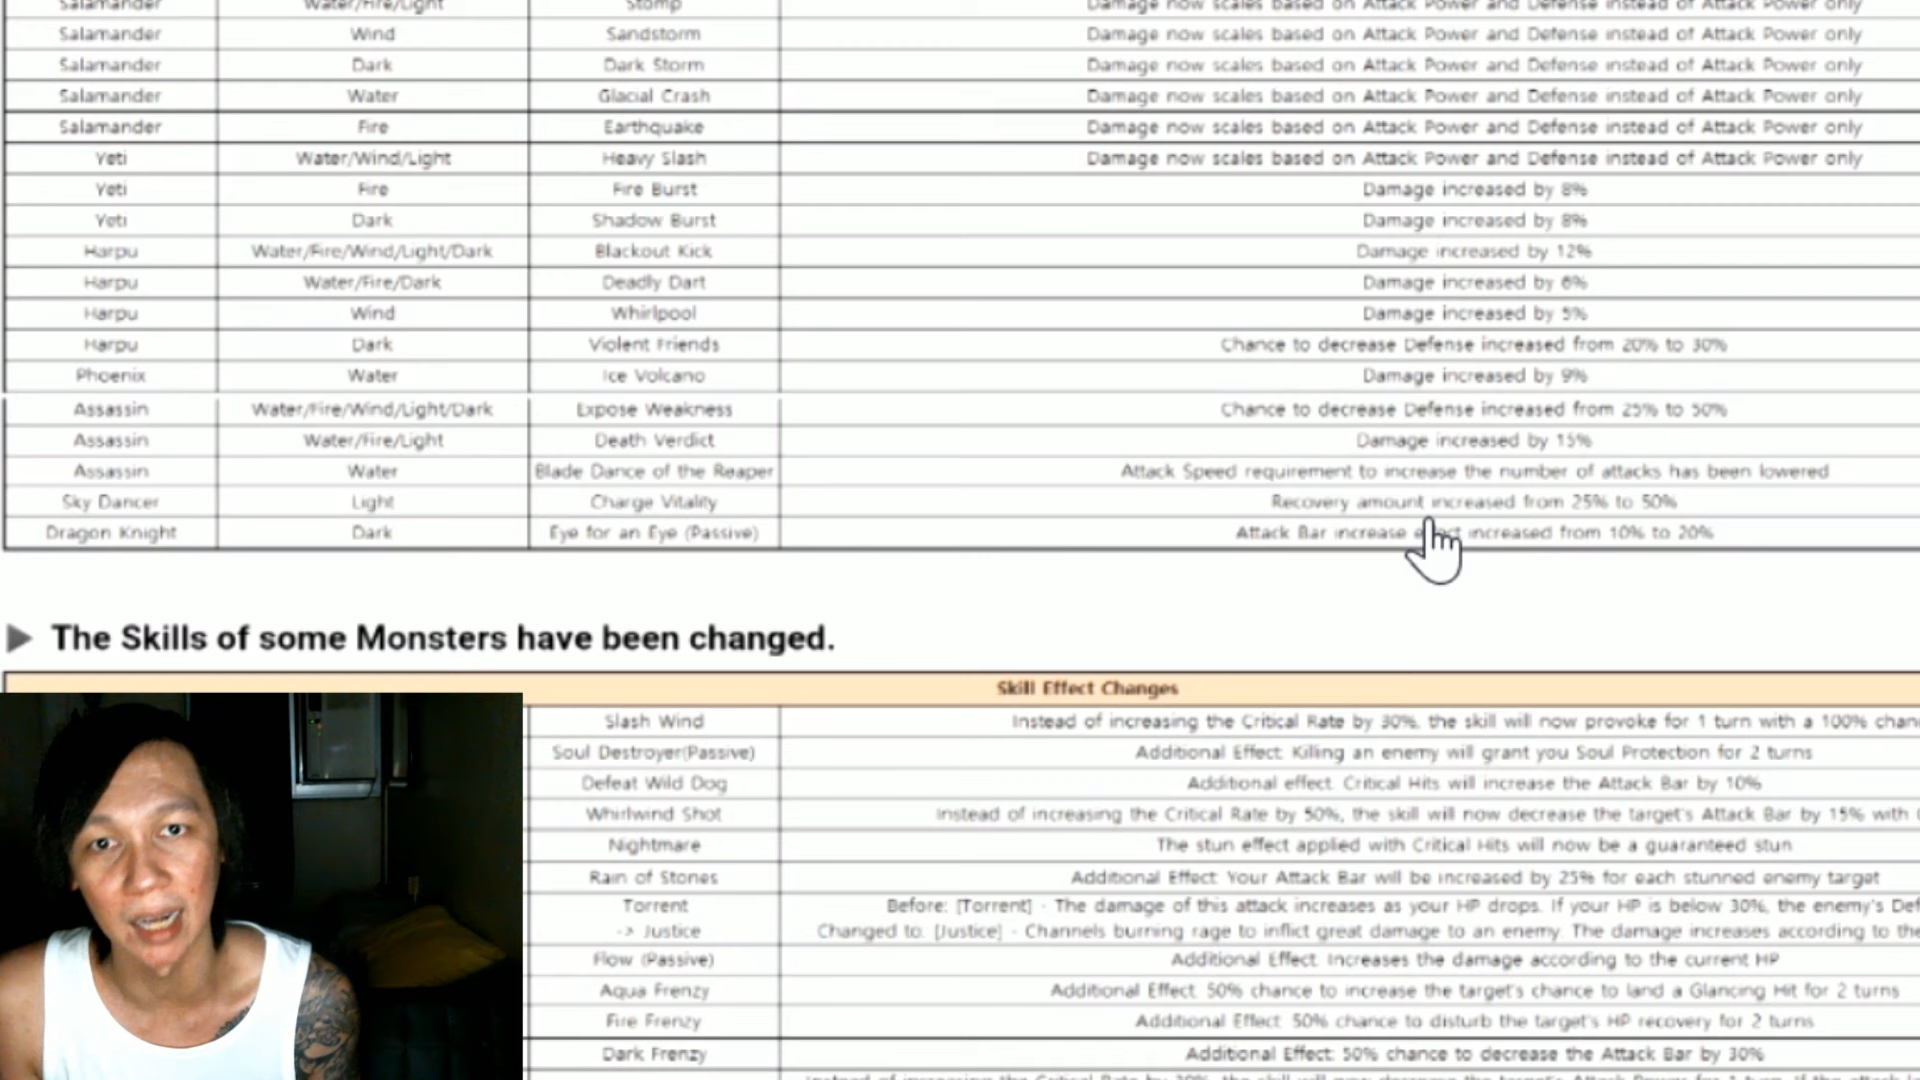 Salamander Water/Fire/Light Stomp Damage now scales based on Attack Power and Defense instead of Attack Power only
Salamander Wind Sandstorm Damage now scales based on Attack Power and Defense instead of Attack Power only
Salamander Dark Dark Storm Damage now scales based on Attack Power and Defense instead of Attack Power only
Salamander Water Glacial Crash Damage now scales based on Attack Power and Defense instead of Attack Power only
Salamander Fire Earthquake Damage now scales based on Attack Power and Defense instead of Attack Power only
Yeti Water/Wind/Light Heavy Slash Damage now scales based on Attack Power and Defense instead of Attack Power only
Yeti Fire Fire Burst Damage increased by 8%
Yeti Dark Shadow Burst Damage increased by 8%
Harpu Water/Fire/Wind/Light/Dark Blackout Kick Damage increased by 12%
Harpu Water/Fire/Dark Deadly Dart Damage increased by 6%
Harpu Wind Whirlpool Damage increased by 5%
Harpu Dark Violent Friends Chance to decrease Defense increased from 20% to 30%
Phoenix Water Ice Volcano Damage increased by 9%
Assassin Water/Fire/Wind/Light/Dark Expose Weakness Chance to decrease Defense increased from 25% to 50%
Assassin Water/Fire/Light Death Verdict Damage increased by 15%
Assassin Water Blade Dance of the Reaper Attack Speed requirement to increase the number of attacks has been lowered
Sky Dancer Light Charge Vitality Recovery amount increased from 25% to 50%
Dragon Knight Dark Eye for an Eye (Passive) Attack Bar increase increased from 10% to 20%
The Skills of some Monsters have been changed.
Skill Effect Changes
Slash Wind Instead of increasing the Critical Rate by 30%, the skill will now provoke for 1 turn with a 100% chan
Soul Destroyer(Passive) Additional Effect: Killing an enemy will grant you Soul Protection for 2 turns
Defeat Wild Dog Additional effect: Critical Hits will increase the Attack Bar by 10%
Whirlwind Shot Instead of increasing the Critical Rate by 50%, the skill will now decrease the target's Attack Bar by 15% with
Nightmare The stun effect applied with Critical Hits will now be a guaranteed stun
Rain of Stones Additional Effect: Your Attack Bar will be increased by 25% for each stunned enemy target
Torrent Before: [Torrent] - The damage of this attack increases as your HP drops. If your HP is below 30%, the enemy's Def
-> Justice Changed to: [Justice] - Channels burning rage to inflict great damage to an enemy. The damage increases according to the
Flow (Passive) Additional Effect: Increases the damage according to the current HP
Aqua Frenzy Additional Effect: 50% chance to increase the target's chance to land a Glancing Hit for 2 turns
Fire Frenzy Additional Effect: 50% chance to disturb the target's HP recovery for 2 turns
Dark Frenzy Additional Effect: 50% chance to decrease the Attack Bar by 30%